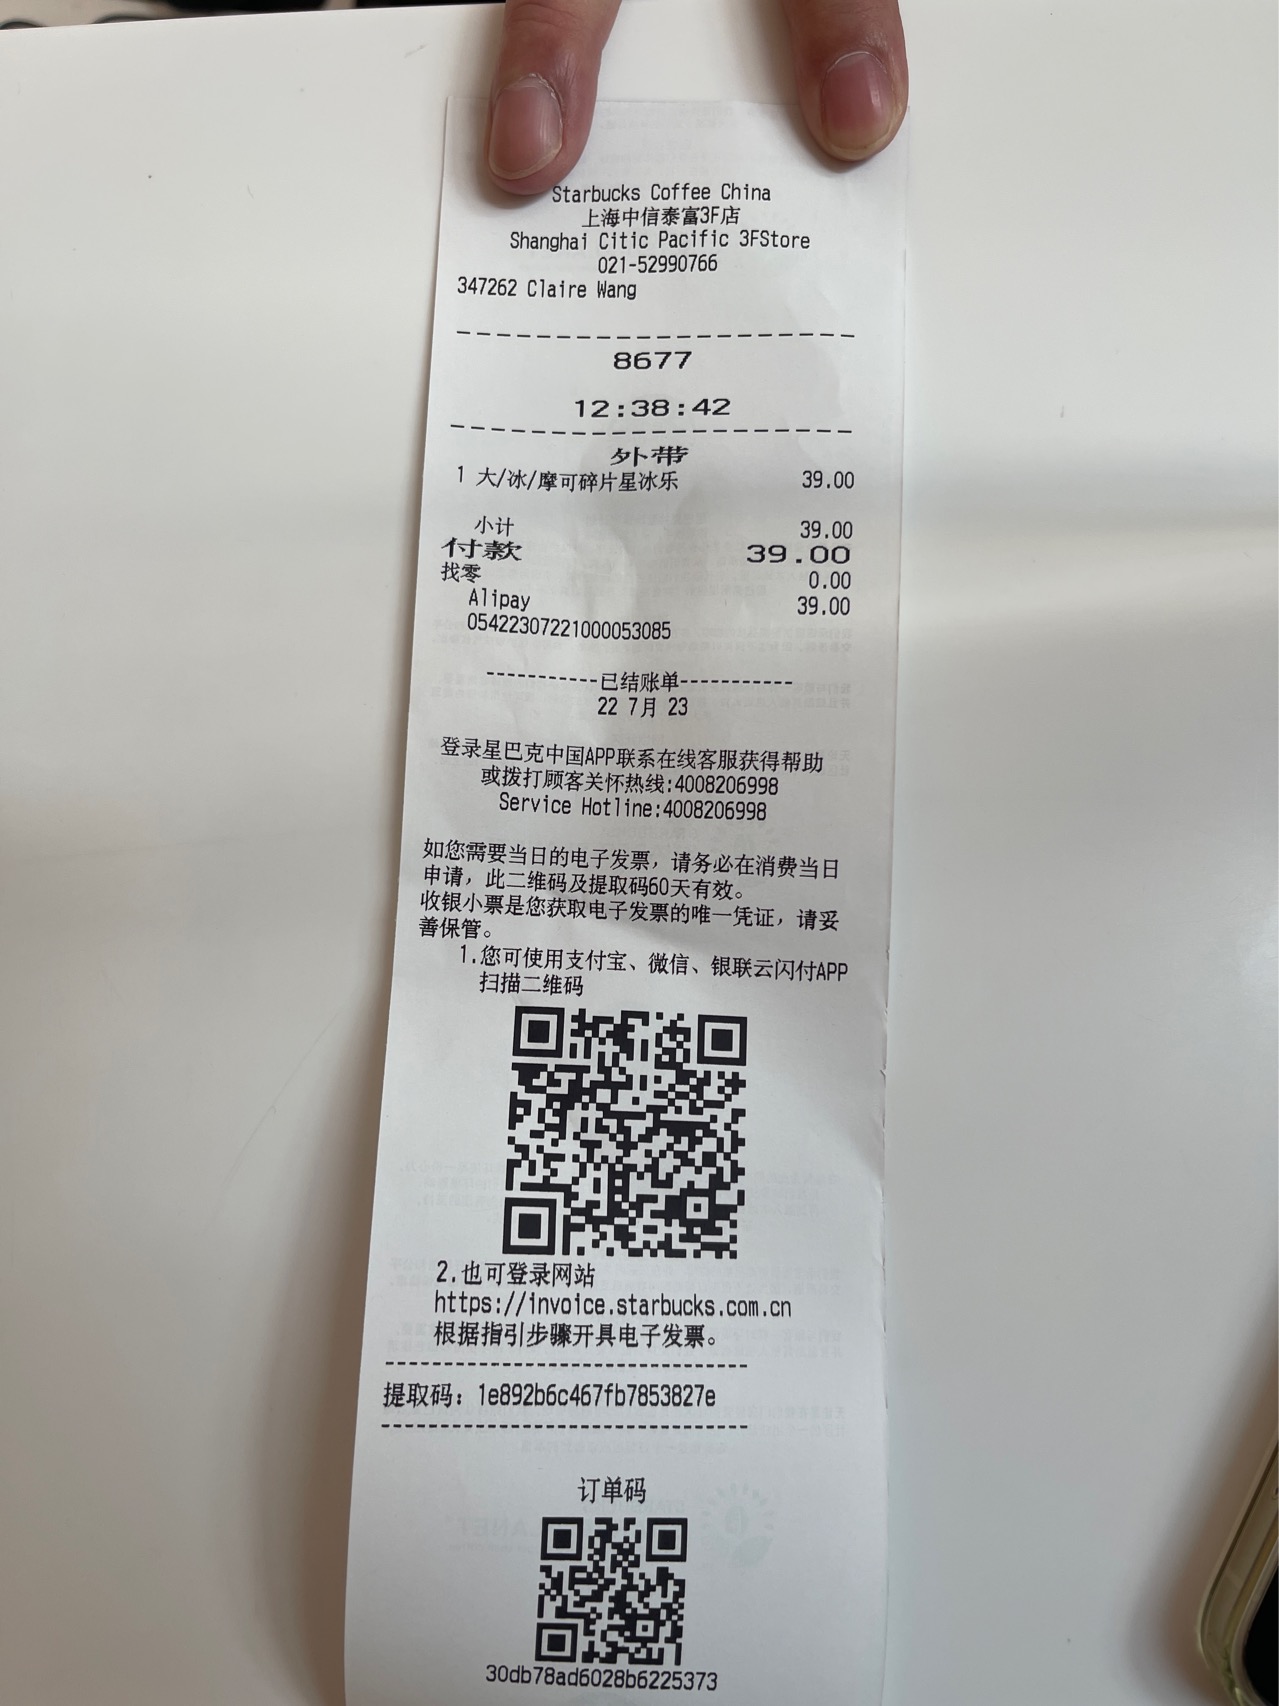 Starbucks Coffee China
上海中信泰富3F店
Shanghai Citic Pacific 3FStore
021-52990766
347262 Claire Wang
8677
12:38:42
外带
1 大/冰/摩可碎片星冰乐 39.00
小计 39.00
付款 39.00
找零 0.00
Alipay 39.00
05422307221000053085
-----------已结账单-----------
22 7月 23
登录星巴克中国APP联系在线客服获得帮助
或拨打顾客关怀热线:4008206998
Service Hotline:4008206998
如您需要当日的电子发票，请务必在消费当日
申请，此二维码及提取码60天有效。
收银小票是您获取电子发票的唯一凭证，请妥
善保管。
1.您可使用支付宝、微信、银联云闪付APP
扫描二维码
2.也可登录网站
https://invoice.starbucks.com.cn
根据指引步骤开具电子发票。
提取码：1e892b6c467fb7853827e
订单码
30db78ad6028b6225373